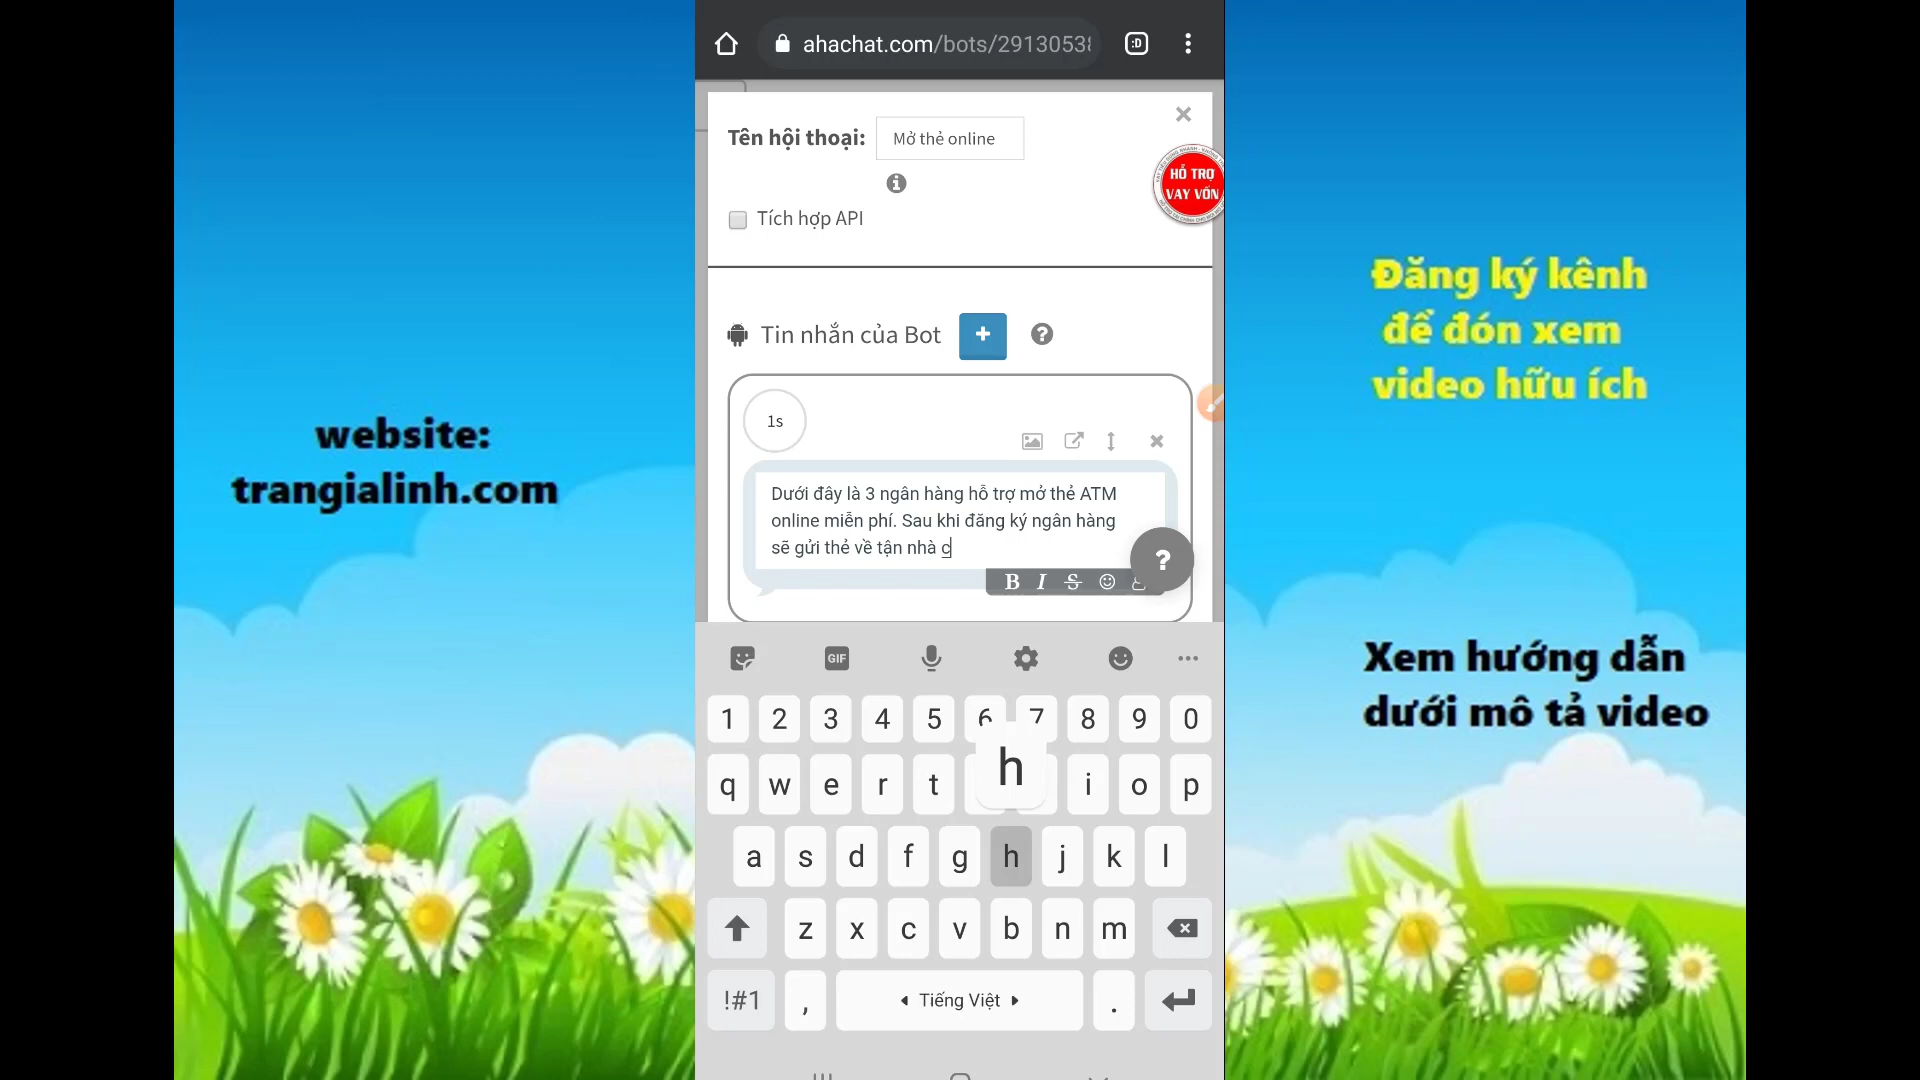 ahachat.com/bots/2913053
:D
Tên hội thoại:
Mở thẻ online
HỖ TRỢ
VAY VỐN
Tích hợp API
Tin nhắn của Bot
+
?
1s
Dưới đây là 3 ngân hàng hỗ trợ mở thẻ ATM
online miễn phí. Sau khi đăng ký ngân hàng
sẽ gửi thẻ về tận nhà c
?
B I S
GIF
1 2 3 4 5 6 7 8 9 0
h
q w e r t i o p
a s d f g h j k l
z x c v b n m
!#1 , Tiếng Việt .
website:
trangialinh.com
Đăng ký kênh
để đón xem
video hữu ích
Xem hướng dẫn
dưới mô tả video